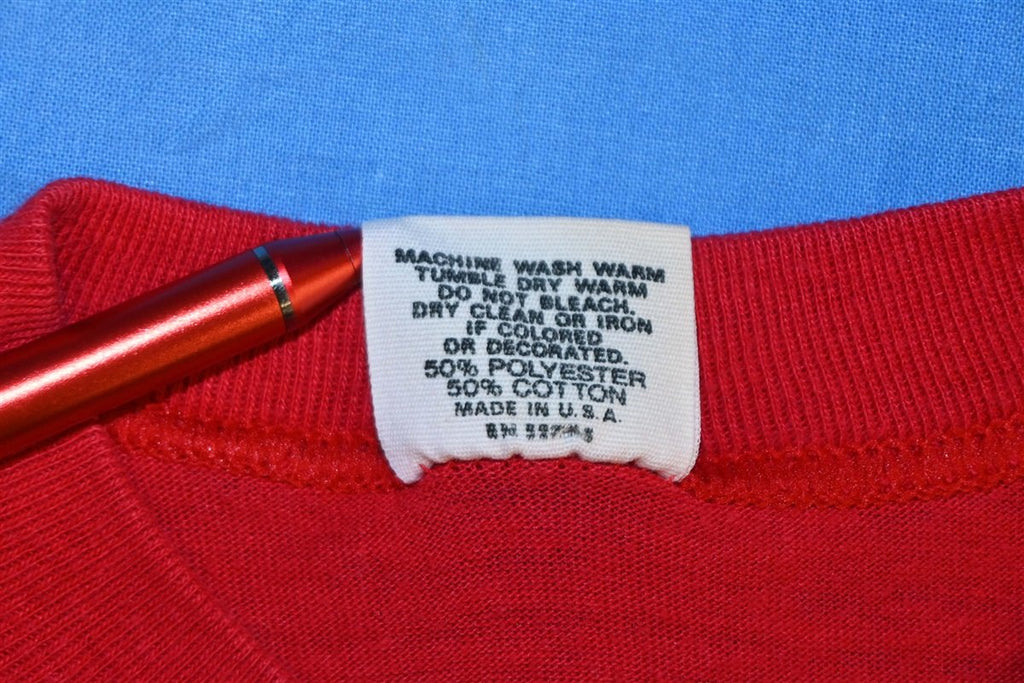 MACHINE WASH WARM
TUMBLE DRY WARM
DO NOT BLEACH.
DRY CLEAN OR IRON
IF COLORED
OR DECORATED.
50% POLYESTER
50% COTTON
MADE IN U.S.A.